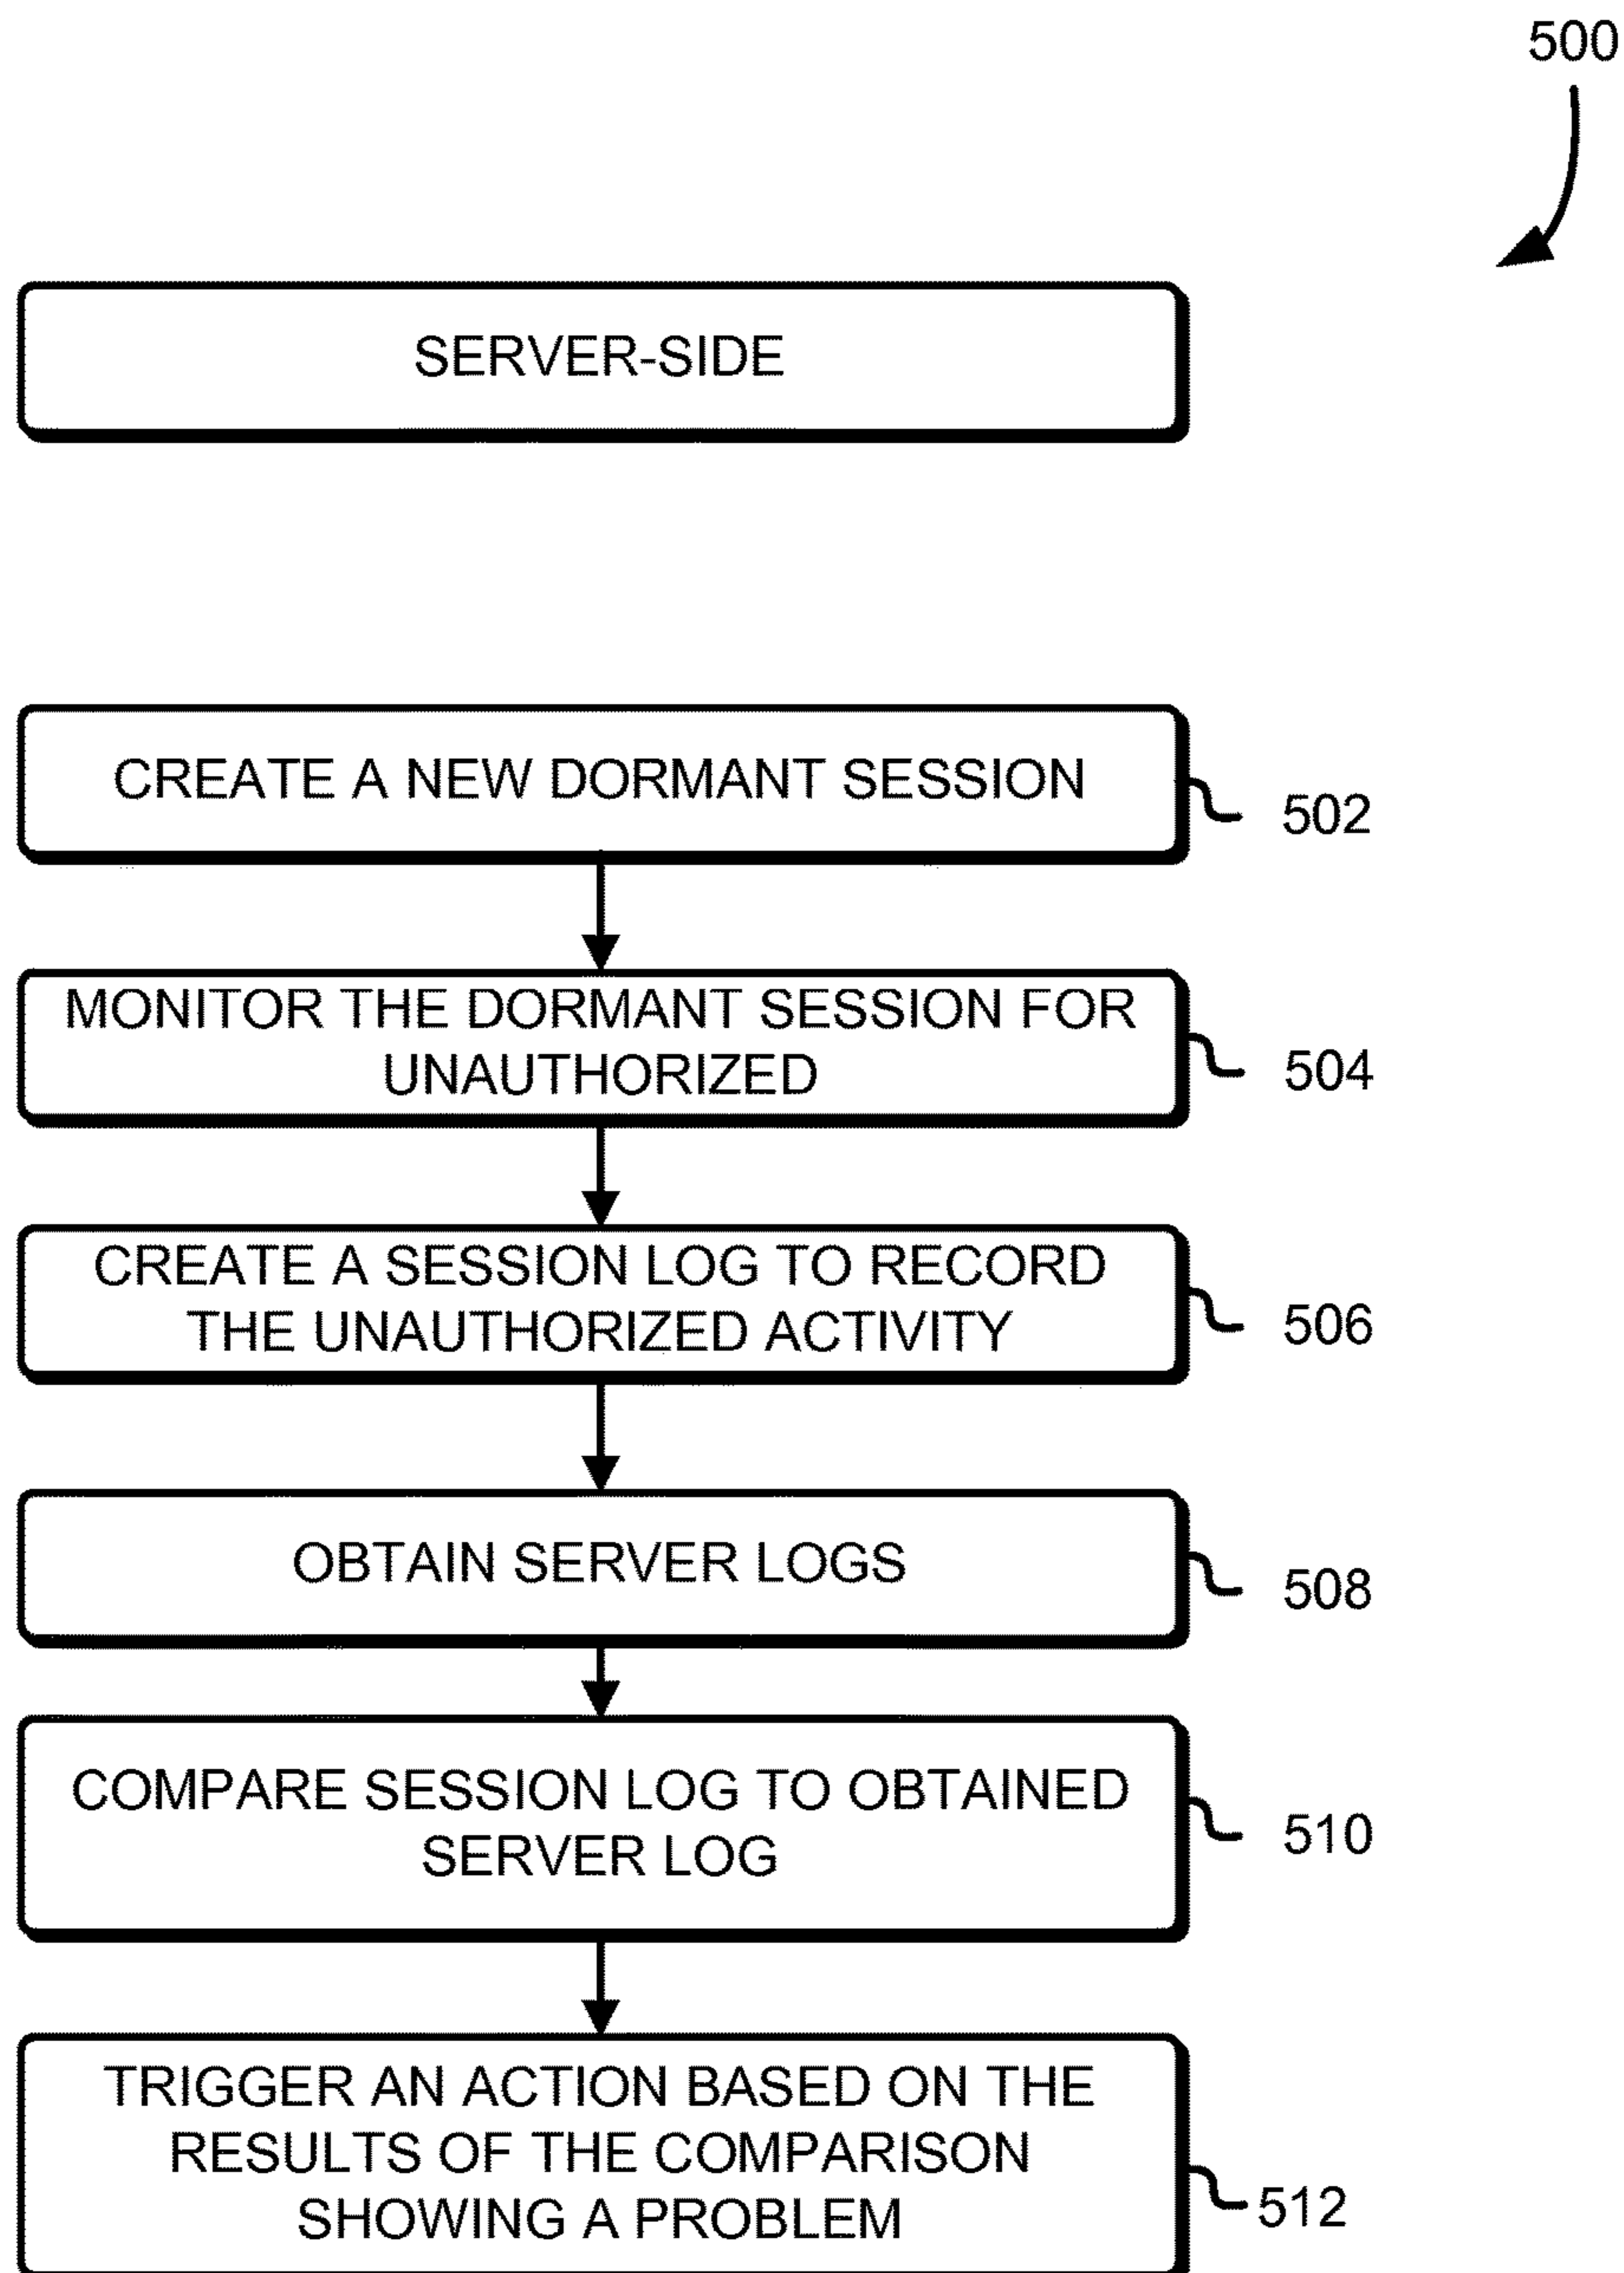 500
SERVER-SIDE
CREATE A NEW DORMANT SESSION
502
MONITOR THE DORMANT SESSION FOR
UNAUTHORIZED
504
CREATE A SESSION LOG TO RECORD
THE UNAUTHORIZED ACTIVITY
506
OBTAIN SERVER LOGS
508
COMPARE SESSION LOG TO OBTAINED
SERVER LOG
510
TRIGGER AN ACTION BASED ON THE
RESULTS OF THE COMPARISON
SHOWING A PROBLEM
512